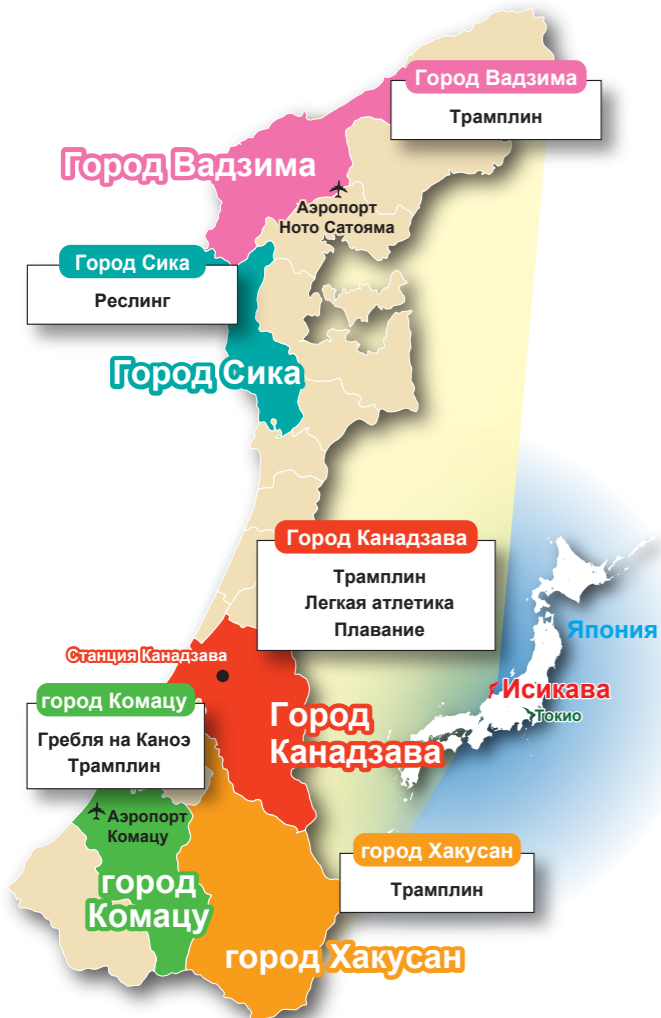 Город Вадзима
Трамплин
Город Вадзима
Аэропорт
Ното Сатояма
Город Сика
Реслинг
Город Сика
Город Канадзава
Трамплин
Легкая атлетика
Плавание
Япония
Исикава
Токио
Станция Канадзава
город Комацу
Гребля на Каноэ
Трамплин
Город
Канадзава
Аэропорт
Комацу
город Хакусан
Трамплин
город
Комацу
город Хакусан